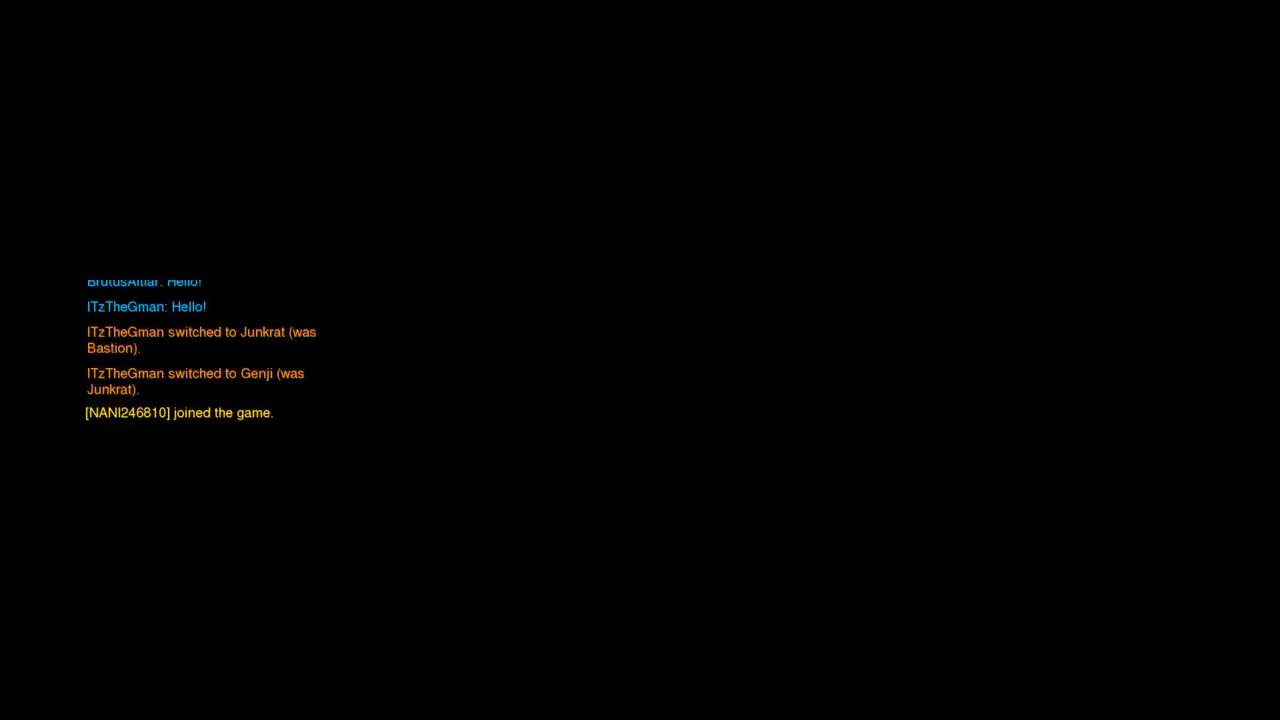 Hello!
ITzTheGman: Hello!
ITzTheGman switched to Junkrat (was
Bastion).
ITzTheGman switched to Genji (was
Junkrat).
[NANI246810] joined the game.